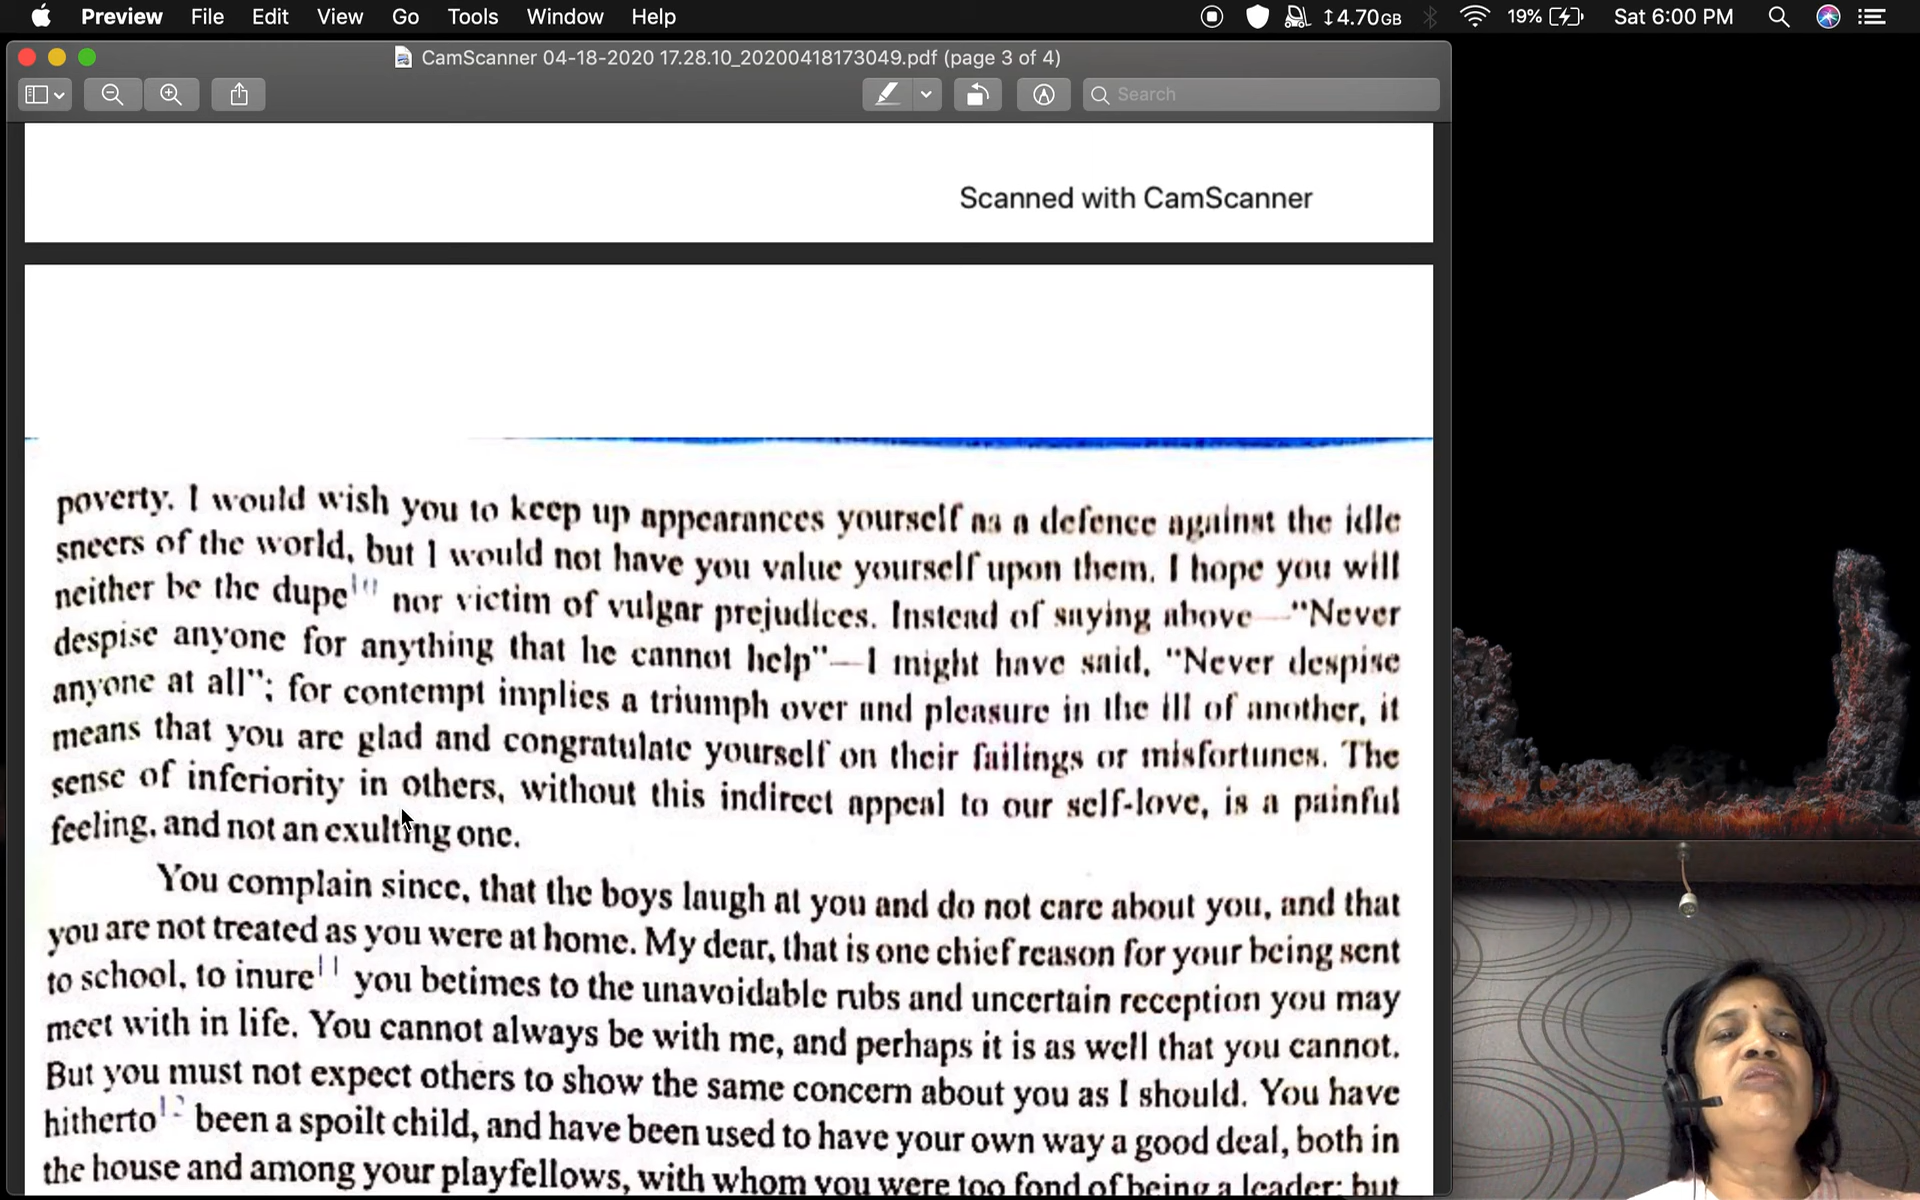 Preview File Edit View Go Tools Window Help 4.70GB 19% Sat 6:00 PM
CamScanner 04-18-2020 17.28.10_20200418173049.pdf (page 3 of 4)
Search
Scanned with CamScanner
poverty. I would wish you to keep up appearances yourself as a defence against the idle
sneers of the world, but I would not have you value yourself upon them. I hope you will
neither be the dupe10 nor victim of vulgar prejudices. Instead of saying above—"Never
despise anyone for anything that he cannot help"—I might have said, "Never despise
anyone at all"; for contempt implies a triumph over and pleasure in the ill of another, it
means that you are glad and congratulate yourself on their failings or misfortunes. The
sense of inferiority in others, without this indirect appeal to our self-love, is a painful
feeling, and not an exulting one.
You complain since, that the boys laugh at you and do not care about you, and that
you are not treated as you were at home. My dear, that is one chief reason for your being sent
to school, to inure11 you betimes to the unavoidable rubs and uncertain reception you may
meet with in life. You cannot always be with me, and perhaps it is as well that you cannot.
But you must not expect others to show the same concern about you as I should. You have
hitherto12 been a spoilt child, and have been used to have your own way a good deal, both in
the house and among your playfellows, with whom you were too fond of being a leader; but